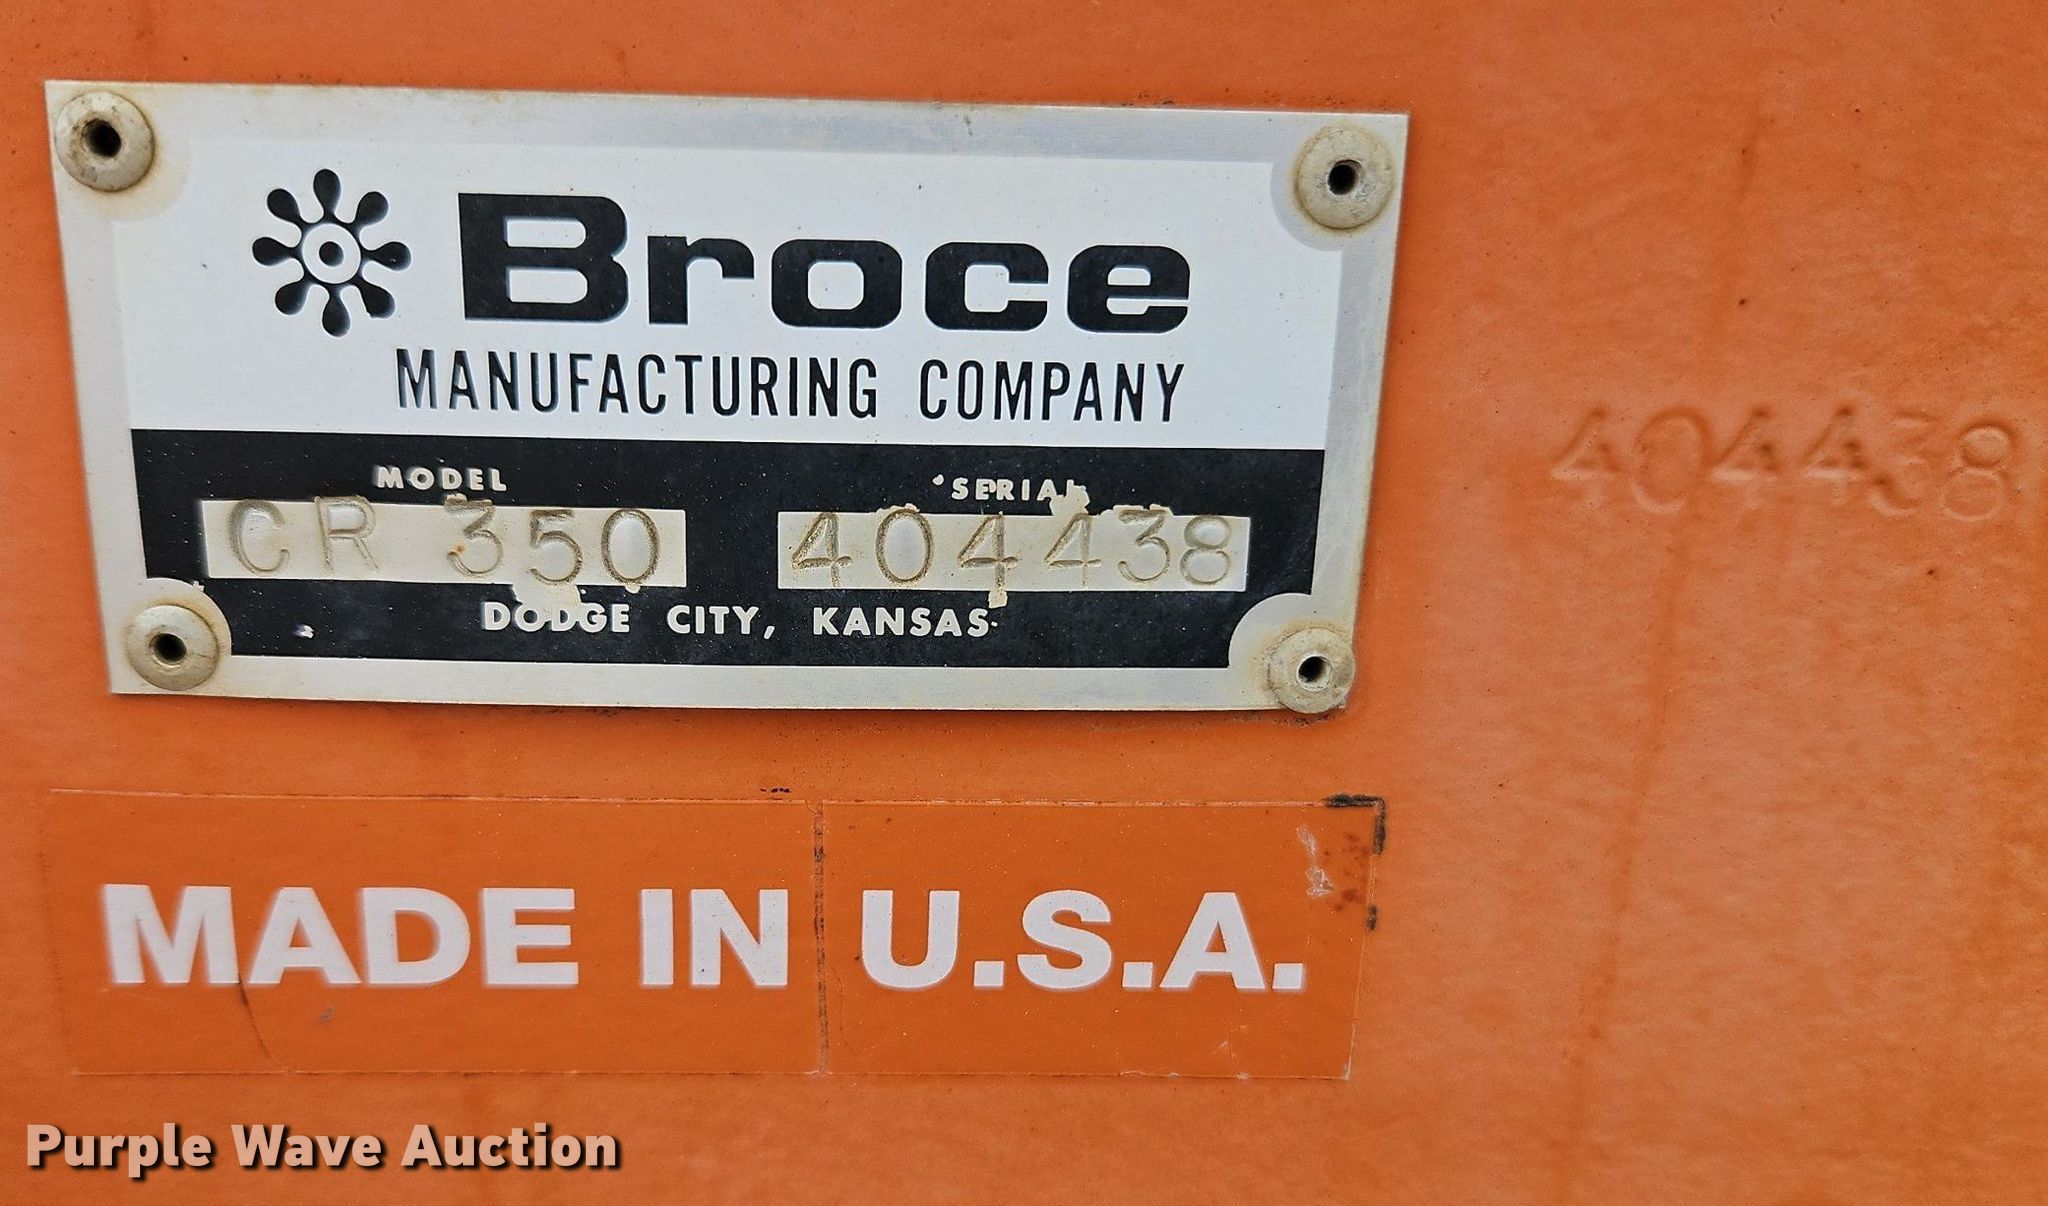 Broce
MANUFACTURING COMPANY
MODEL SERIAL
CR 350 404438
DODGE CITY, KANSAS
404438
MADE IN U.S.A.
Purple Wave Auction